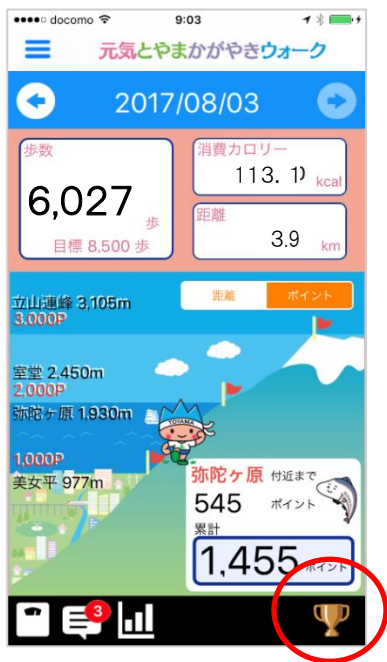 docomo 9:03
元気とやまかがやきウォーク
2017/08/03
歩数
6,027
歩
目標 8,500 歩
消費カロリー
113. 1
kcal
距離
3.9 km
距離 ポイント
立山連峰 3,105m
3,000P
室堂 2,450m
2,000P
弥陀ヶ原 1,930m
TOYAMA
1,000P
美女平 977m
弥陀ヶ原 付近まで
545 ポイント
累計
1,455 ポイント
3